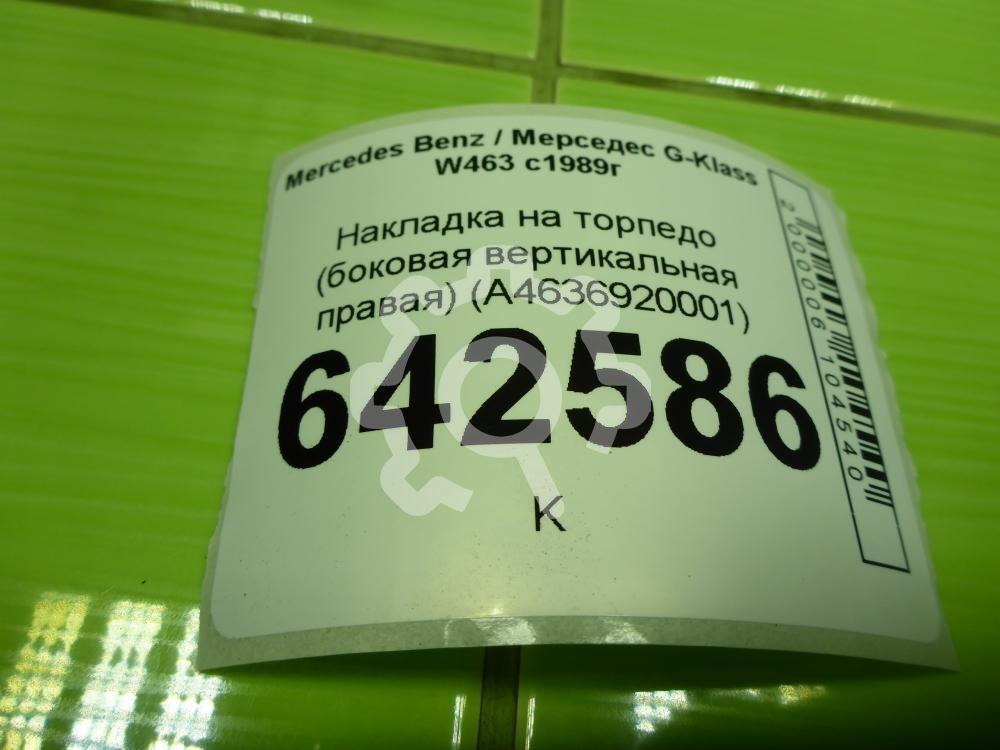 Mercedes Benz / Мерседес G-Klass
W463 с1989г
Накладка на торпедо
(боковая вертикальная
правая) (A4636920001)
642586
К
2000006104540